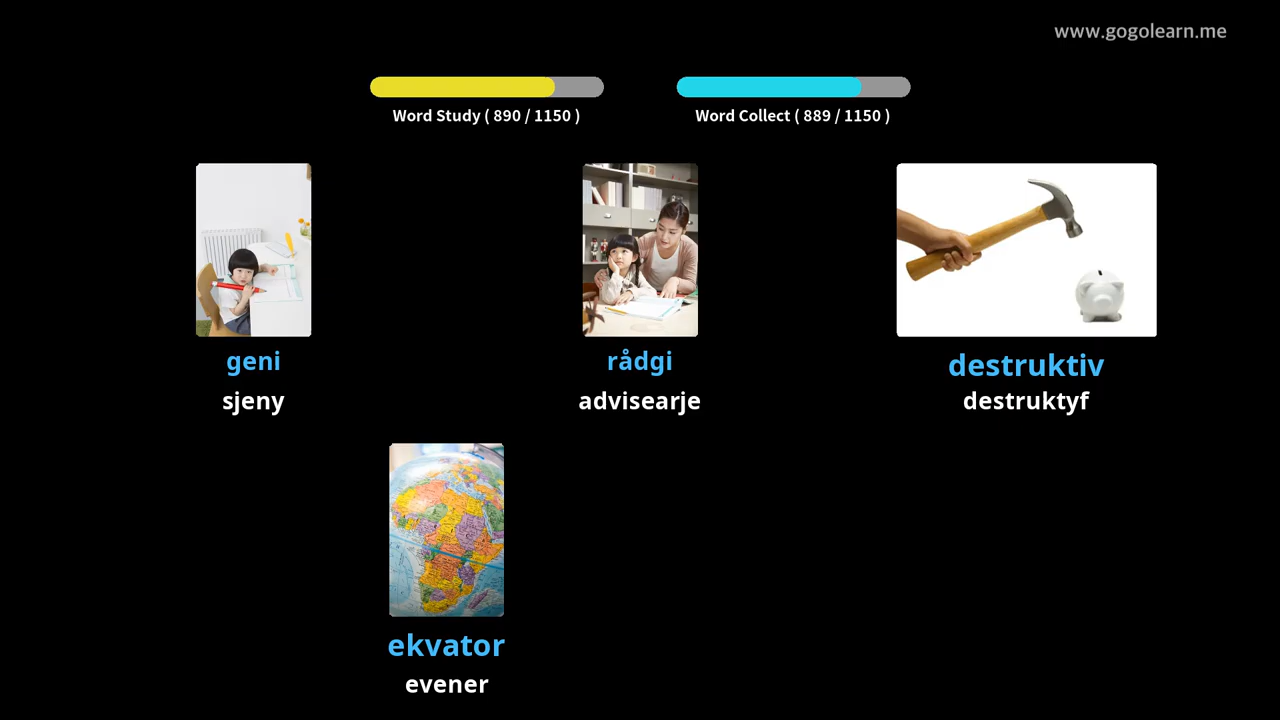 www.gogolearn.me
Word Study ( 890 / 1150 )
Word Collect ( 889 / 1150 )
geni
rådgi
destruktiv
sjeny
advisearje
destruktyf
ekvator
evener